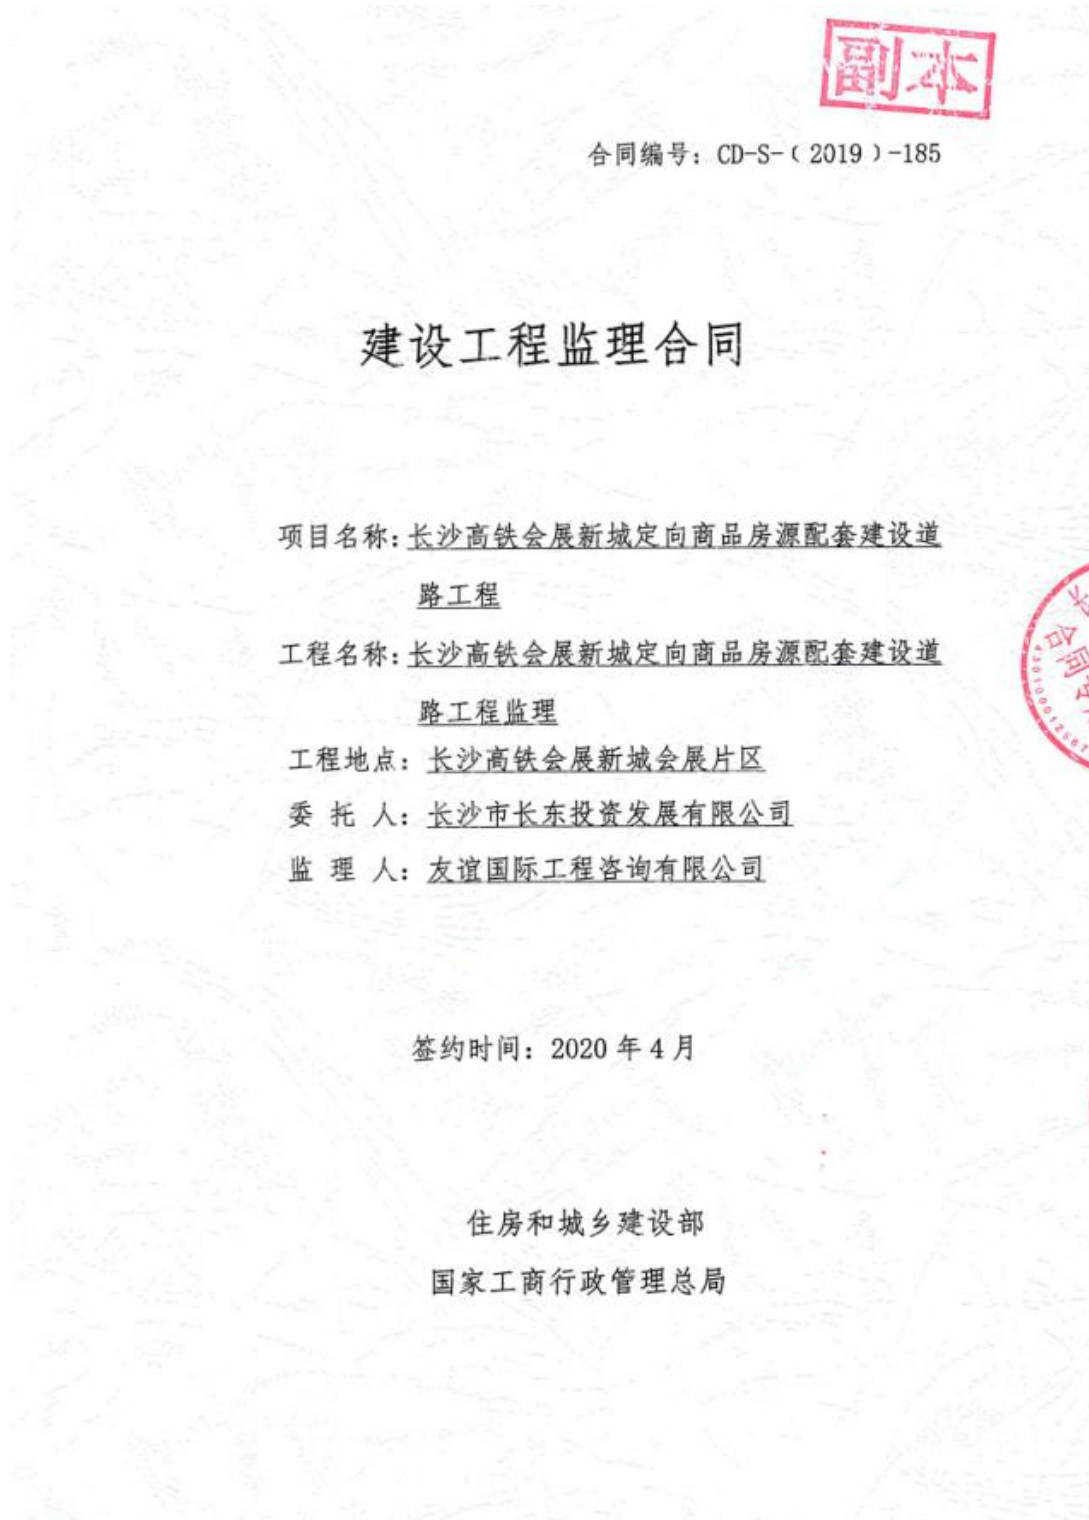 副本
合同编号：CD-S-（2019）-185
建设工程监理合同
项目名称：长沙高铁会展新城定向商品房源配套建设道
路工程
工程名称：长沙高铁会展新城定向商品房源配套建设道
路工程监理
工程地点：长沙高铁会展新城会展片区
委 托 人：长沙市长东投资发展有限公司
监 理 人：友谊国际工程咨询有限公司
签约时间：2020 年 4 月
住房和城乡建设部
国家工商行政管理总局
长
合同